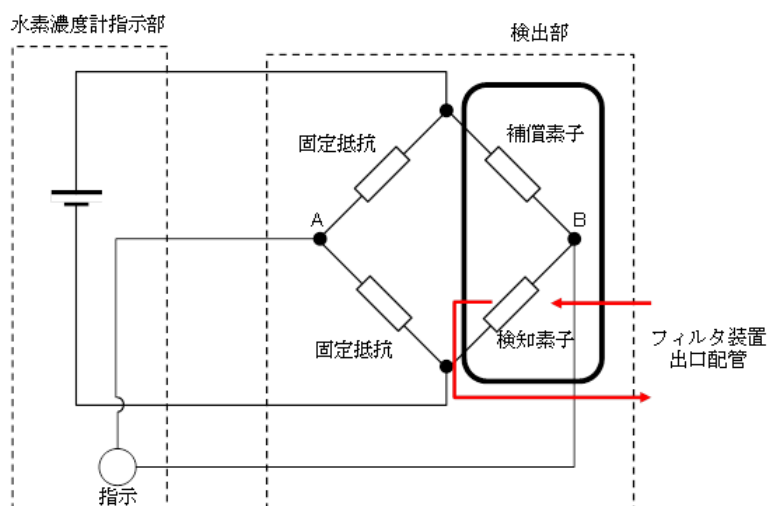 水素濃度計指示部
検出部
固定抵抗
補償素子
A
B
固定抵抗
検知素子
フィルタ装置
出口配管
指示